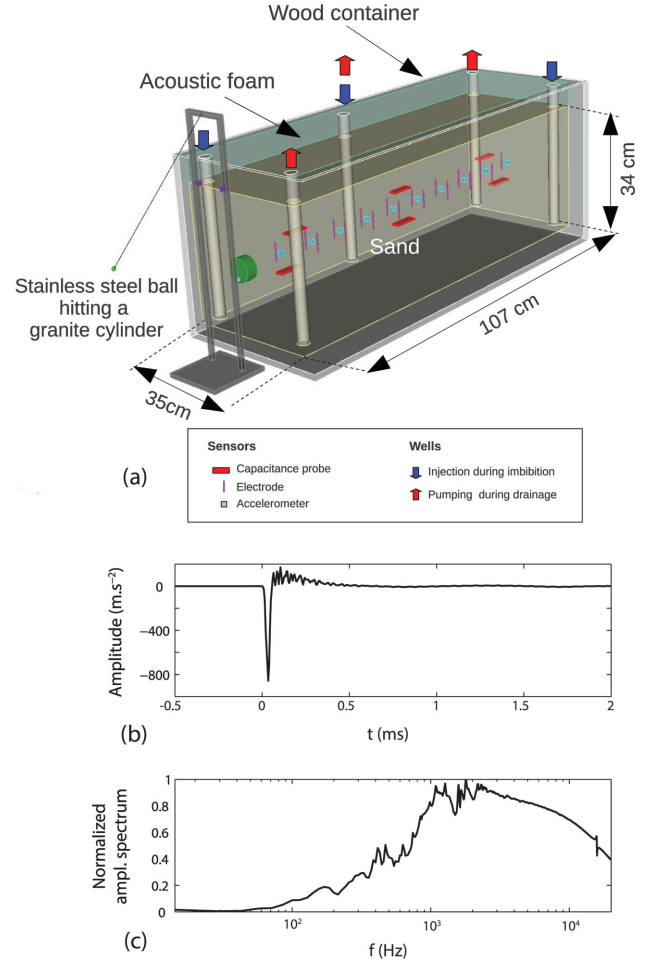 Wood container
Acoustic foam
34 cm
Sand
Stainless steel ball
hitting a
granite cylinder
107 cm
35cm
Sensors
Capacitance probe
Electrode
Accelerometer
Wells
Injection during imbibition
Pumping during drainage
(a)
Amplitude (m.s⁻²)
0
−400
−800
-0.5
0
0.5
1
1.5
2
t (ms)
(b)
Normalized
ampl. spectrum
1
0.8
0.6
0.4
0.2
0
10²
10³
10⁴
f (Hz)
(c)